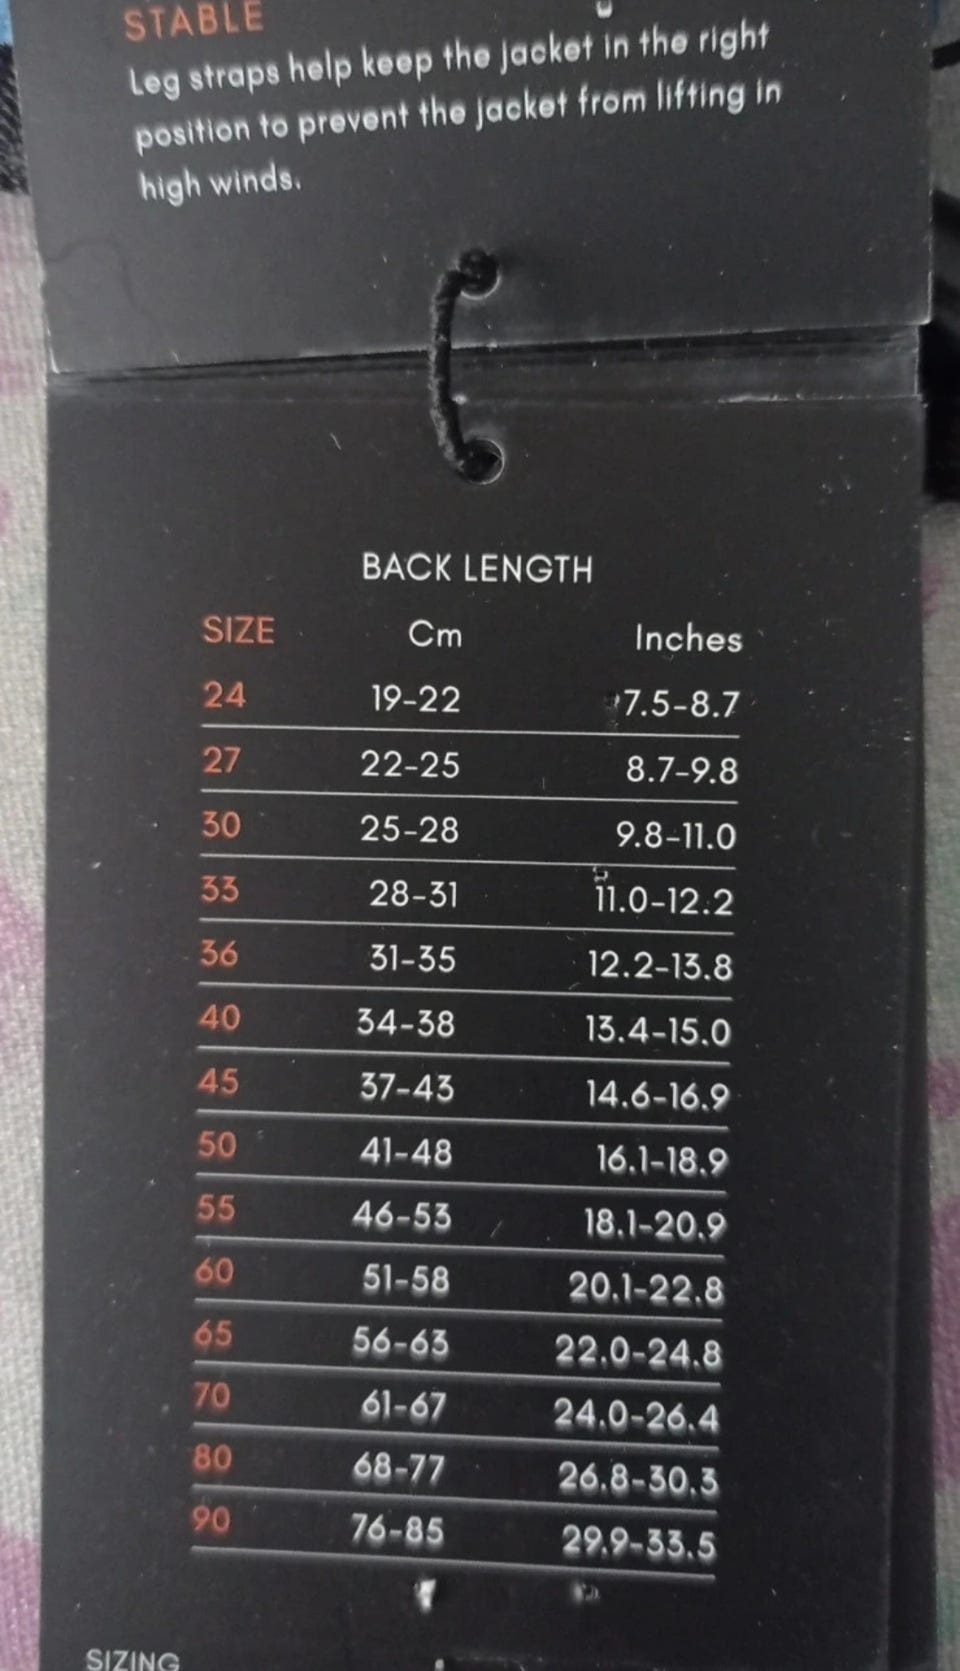 STABLE
Leg straps help keep the jacket in the right
position to prevent the jacket from lifting in
high winds.
BACK LENGTH
SIZE Cm Inches
24 19-22 7.5-8.7
27 22-25 8.7-9.8
30 25-28 9.8-11.0
33 28-31 11.0-12.2
36 31-35 12.2-13.8
40 34-38 13.4-15.0
45 37-43 14.6-16.9
50 41-48 16.1-18.9
55 46-53 18.1-20.9
60 51-58 20.1-22.8
65 56-63 22.0-24.8
70 61-67 24.0-26.4
80 68-77 26.8-30.3
90 76-85 29.9-33.5
SIZING